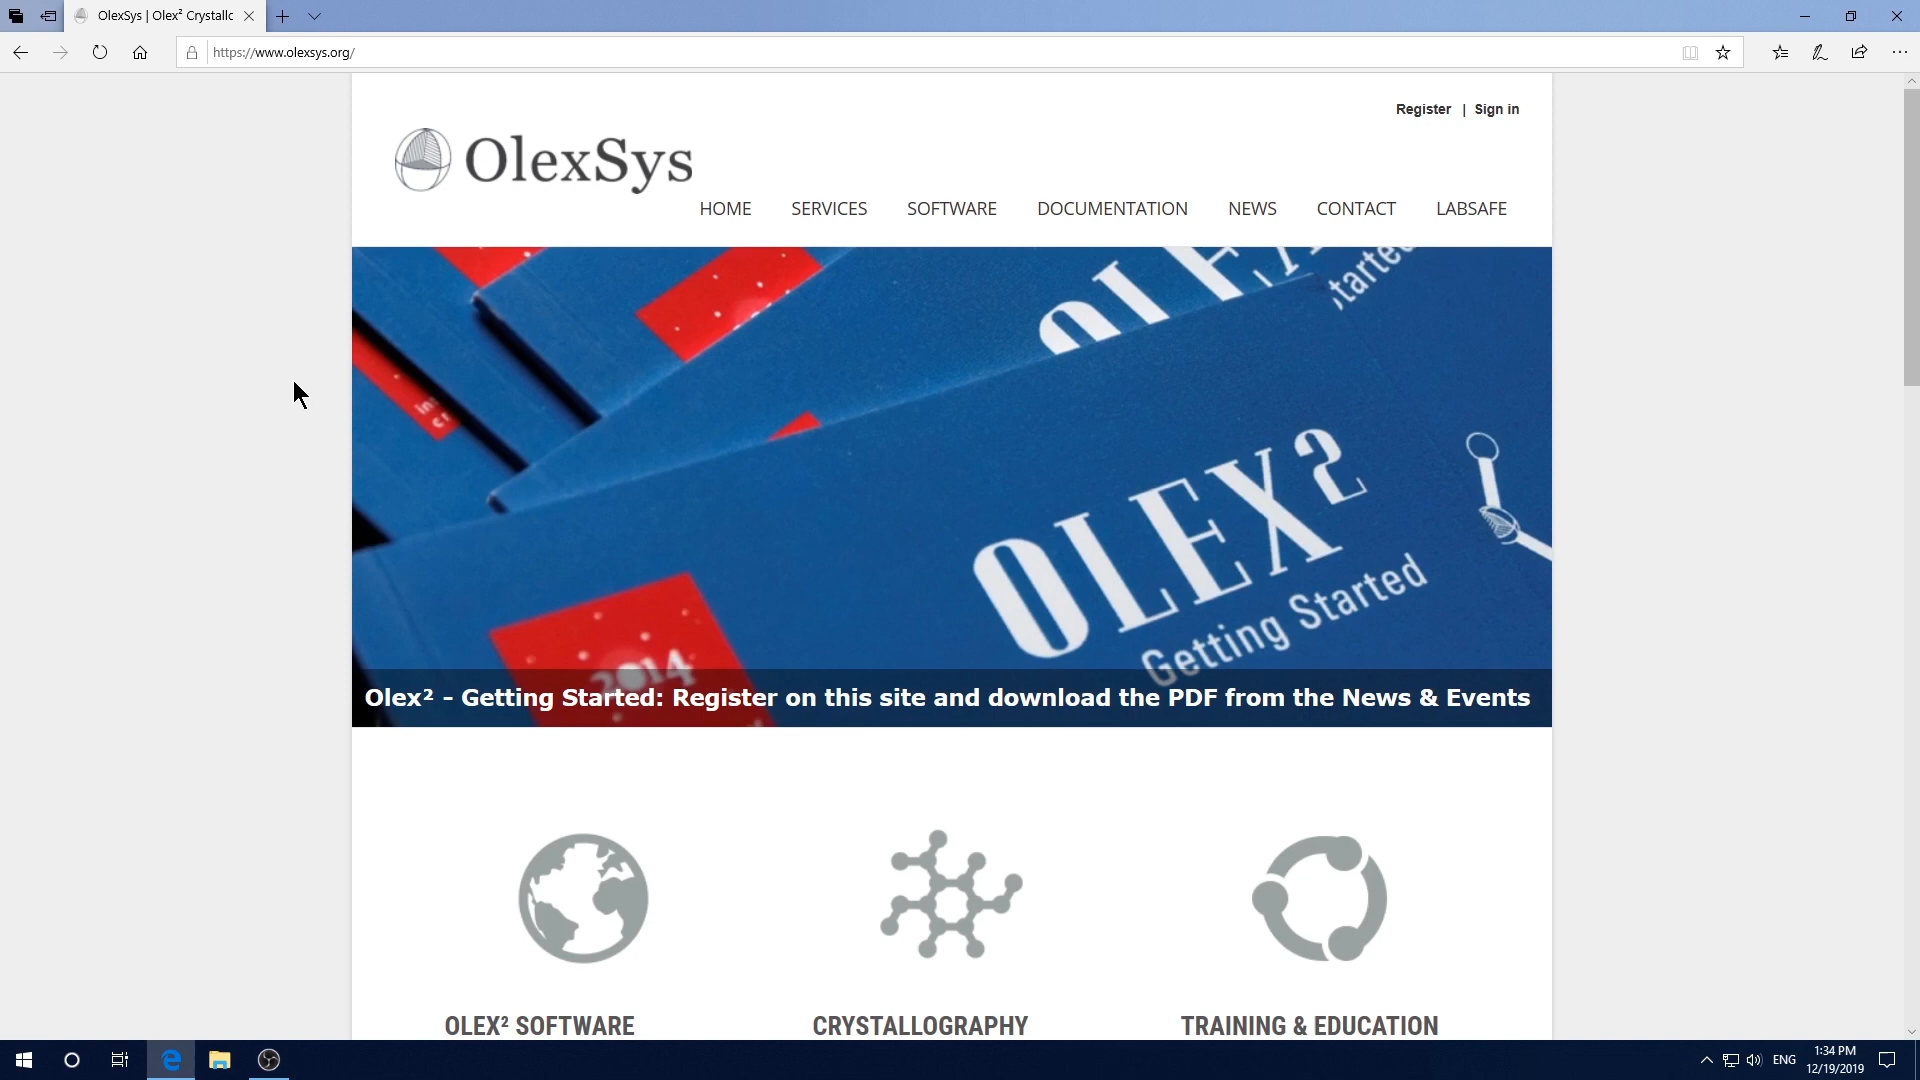 OlexSys | Olex² Crystallc
https://www.olexsys.org/
Register | Sign in
OlexSys
HOME SERVICES SOFTWARE DOCUMENTATION NEWS CONTACT LABSAFE
OLEX²
Getting Started
2014
Olex² - Getting Started: Register on this site and download the PDF from the News & Events
OLEX² SOFTWARE CRYSTALLOGRAPHY TRAINING & EDUCATION
ENG
1:34 PM
12/19/2019